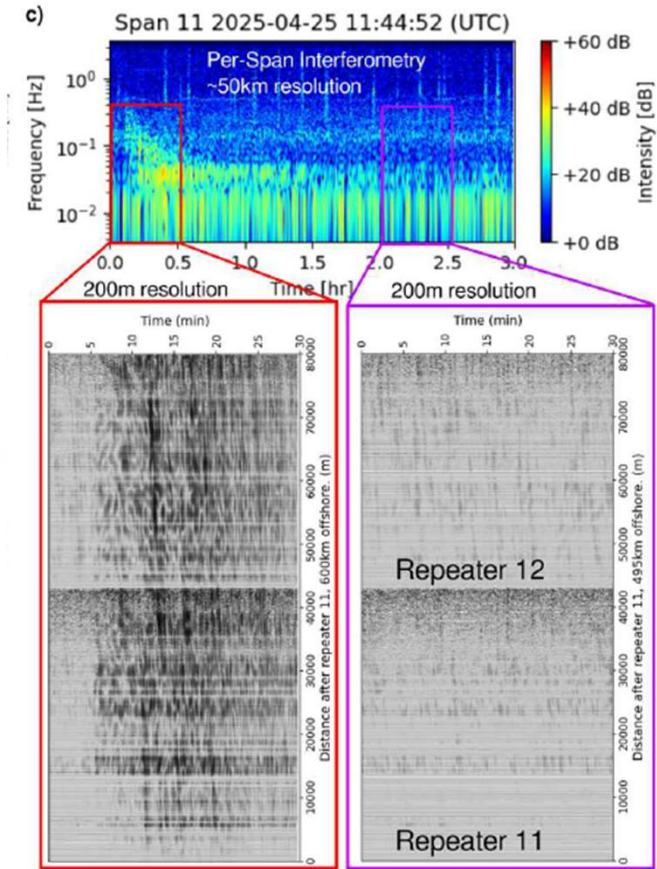 c)
Span 11 2025-04-25 11:44:52 (UTC)
Per-Span Interferometry
~50km resolution
Frequency [Hz]
10⁰
10⁻¹
10⁻²
0.0 0.5 1.0 1.5 2.0 2.5 3.0
Time [hr]
+60 dB
+40 dB
+20 dB
+0 dB
Intensity [dB]
200m resolution
200m resolution
Time (min)
0 5 10 15 20 25 30
80000
70000
60000
50000
40000
30000
20000
10000
0
Distance after repeater 11, 600km offshore. (m)
Time (min)
0 5 10 15 20 25 30
80000
70000
60000
50000
40000
30000
20000
10000
0
Distance after repeater 11, 495km offshore. (m)
Repeater 12
Repeater 11